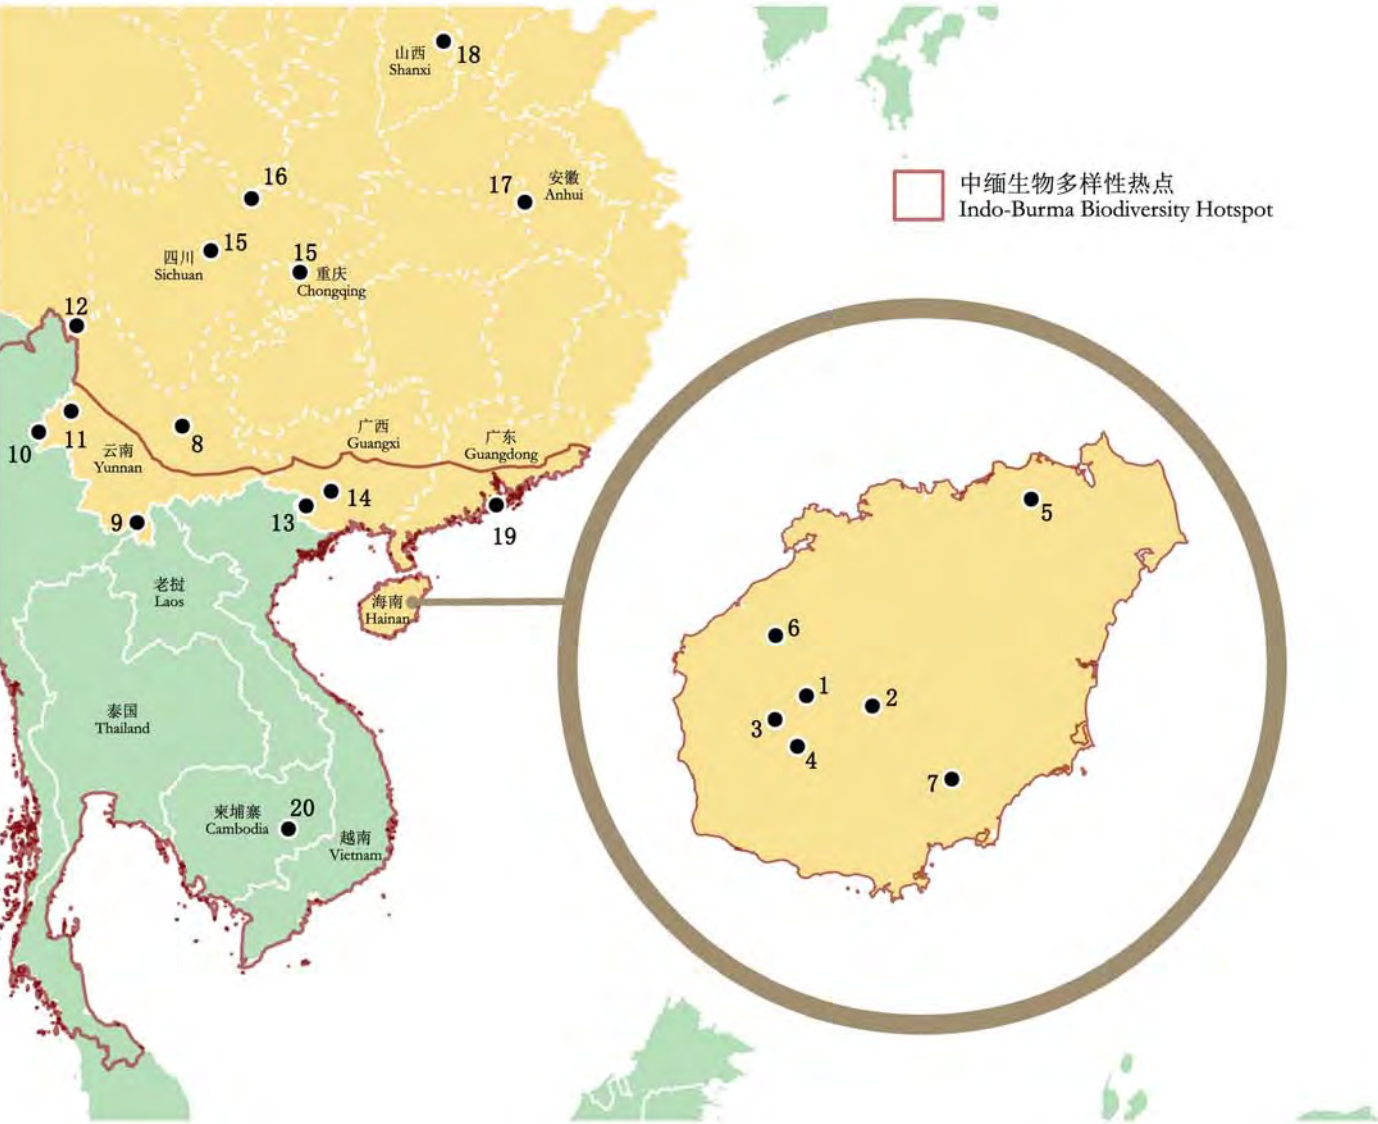 山西
Shanxi
18
16
17
安徽
Anhui
中缅生物多样性热点
Indo-Burma Biodiversity Hotspot
15
四川
Sichuan
15
重庆
Chongqing
12
10
11
云南
Yunnan
8
广西
Guangxi
广东
Guangdong
9
13
14
19
5
老挝
Laos
海南
Hainan
6
1
2
3
4
7
泰国
Thailand
柬埔寨
Cambodia
20
越南
Vietnam